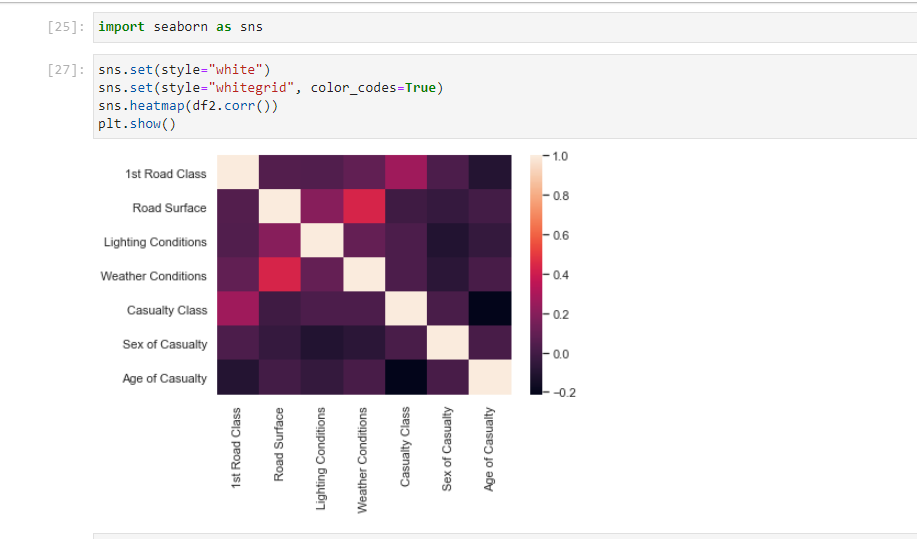 [25]: import seaborn as sns
[27]: sns.set(style="white")
sns.set(style="whitegrid", color_codes=True)
sns.heatmap(df2.corr())
plt.show()
1st Road Class
Road Surface
Lighting Conditions
Weather Conditions
Casualty Class
Sex of Casualty
Age of Casualty
1st Road Class
Road Surface
Lighting Conditions
Weather Conditions
Casualty Class
Sex of Casualty
Age of Casualty
1.0
0.8
0.6
0.4
0.2
0.0
−0.2